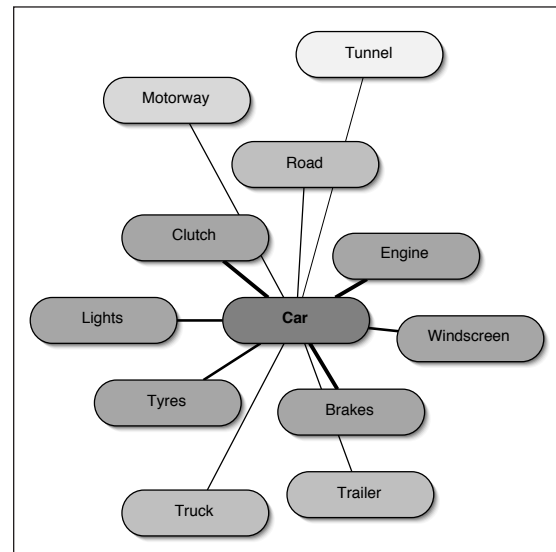 Tunnel
Motorway
Road
Clutch
Engine
Lights
Car
Windscreen
Tyres
Brakes
Trailer
Truck